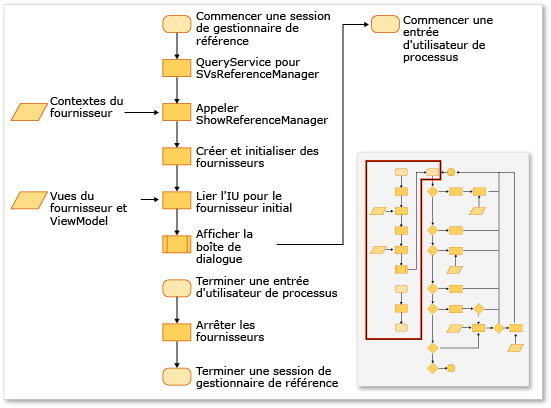 Commencer une session
de gestionnaire de
référence
Commencer une
entrée
d'utilisateur de
processus
QueryService pour
SVsReferenceManager
Contextes du
fournisseur
Appeler
ShowReferenceManager
Créer et initialiser des
fournisseurs
Vues du
fournisseur et
ViewModel
Lier l'IU pour le
fournisseur initial
Afficher la
boîte de
dialogue
Terminer une entrée
d'utilisateur de processus
Arrêter les
fournisseurs
Terminer une session de
gestionnaire de référence